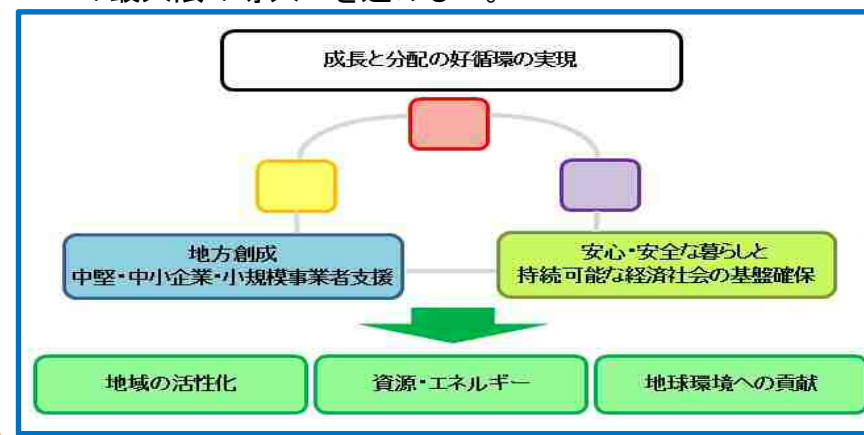 成長と分配の好循環の実現
地方創成
中堅・中小企業・小規模事業者支援
安心・安全な暮らしと
持続可能な経済社会の基盤確保
地域の活性化
資源・エネルギー
地球環境への貢献